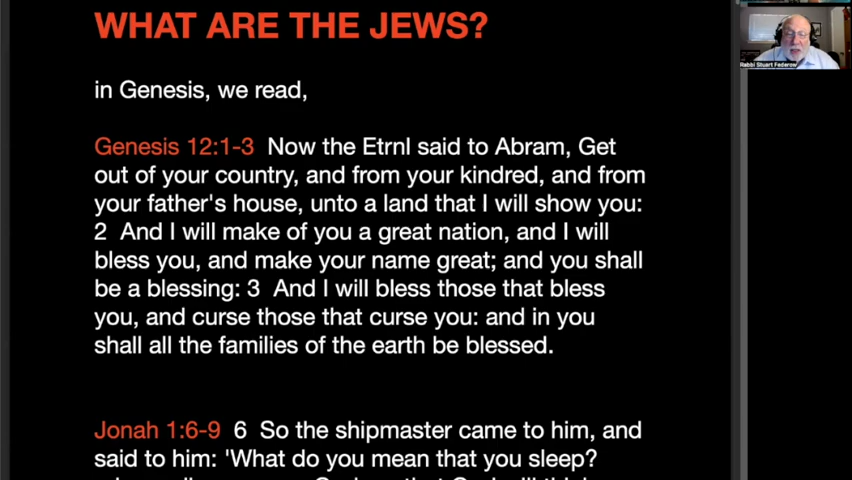 WHAT ARE THE JEWS?
in Genesis, we read,
Genesis 12:1-3 Now the Etrnl said to Abram, Get
out of your country, and from your kindred, and from
your father's house, unto a land that I will show you:
2 And I will make of you a great nation, and I will
bless you, and make your name great; and you shall
be a blessing: 3 And I will bless those that bless
you, and curse those that curse you: and in you
shall all the families of the earth be blessed.
Jonah 1:6-9 6 So the shipmaster came to him, and
said to him: 'What do you mean that you sleep?
Rabbi Stuart Federow